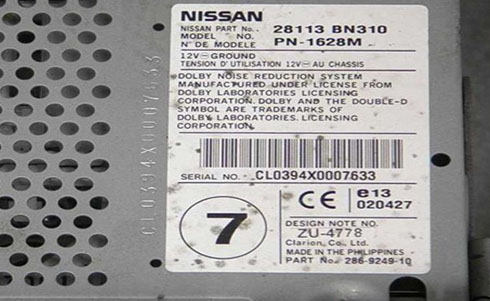 NISSAN
NISSAN PART No. 28113 BN310
MODEL NO. PN-1628M
N° DE MODELE
12V⎓GROUND
TENSION D'UTILISATION 12V⎓AU CHASSIS
DOLBY NOISE REDUCTION SYSTEM
MANUFACTURED UNDER LICENSE FROM
DOLBY LABORATORIES LICENSING
CORPORATION. DOLBY AND THE DOUBLE-D
SYMBOL ARE TRADEMARKS OF
DOLBY LABORATORIES LICENSING
CORPORATION.
SERIAL NO. CL0394X0007633
7
CE e13
020427
DESIGN NOTE NO.
ZU-4778
Clarion, Co., Ltd.
MADE IN THE PHILIPPINES
PART No. 286-9249-10
CL0394X0007633